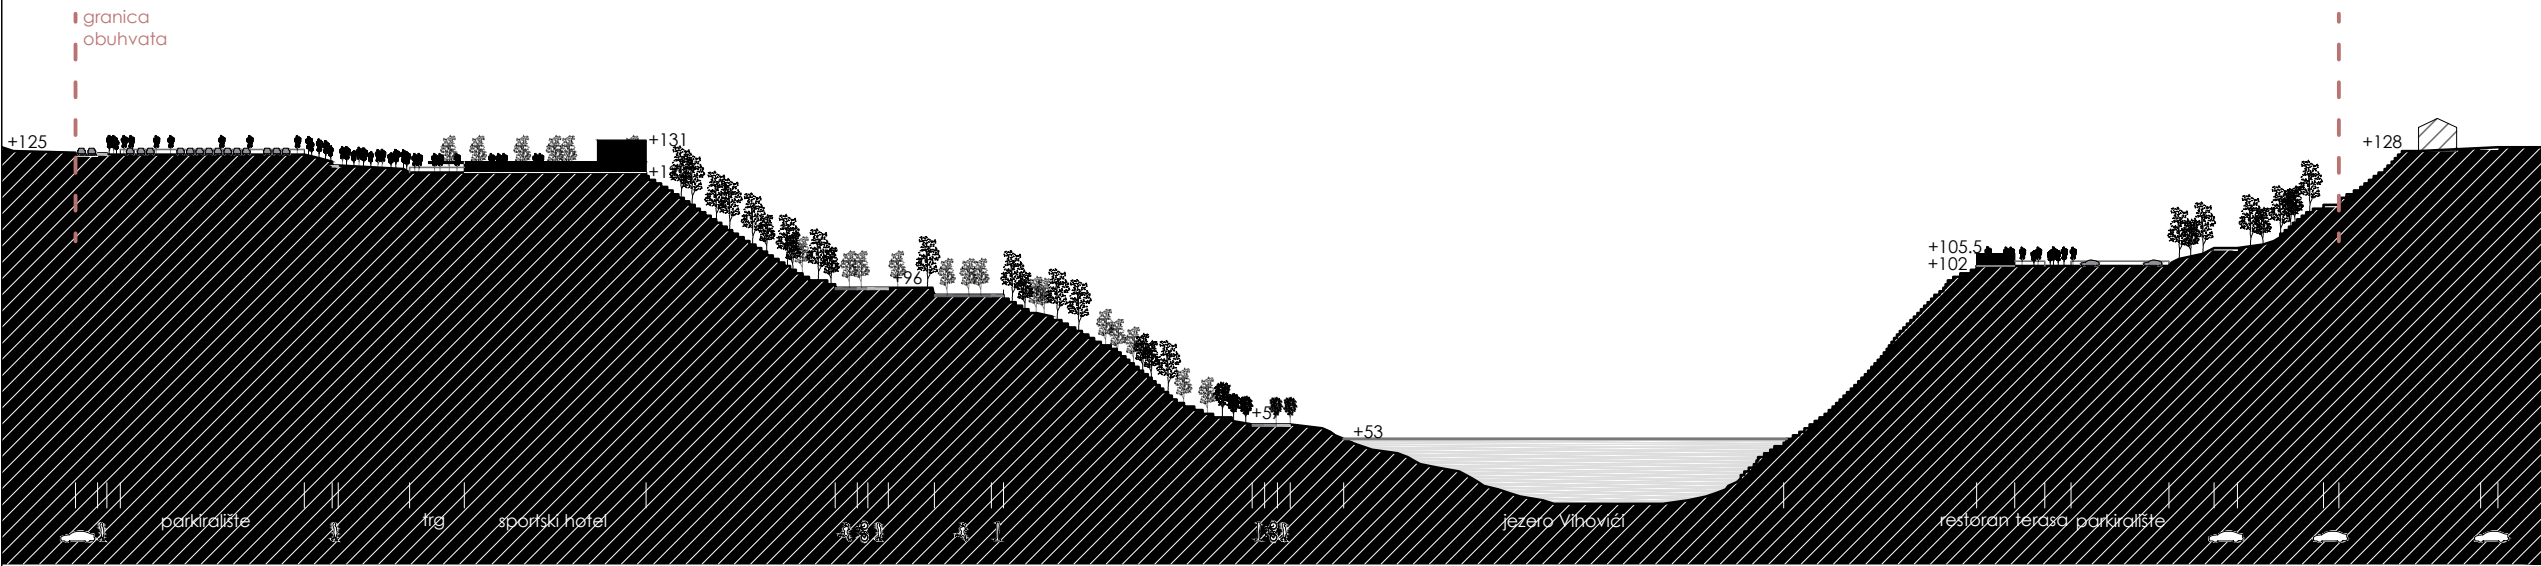 granica
obuhvata
+125
+131
+128
+96
+105.5
+102
+53
parkiralište
trg
sportski hotel
jezero Vihovići
restoran terasa parkiralište